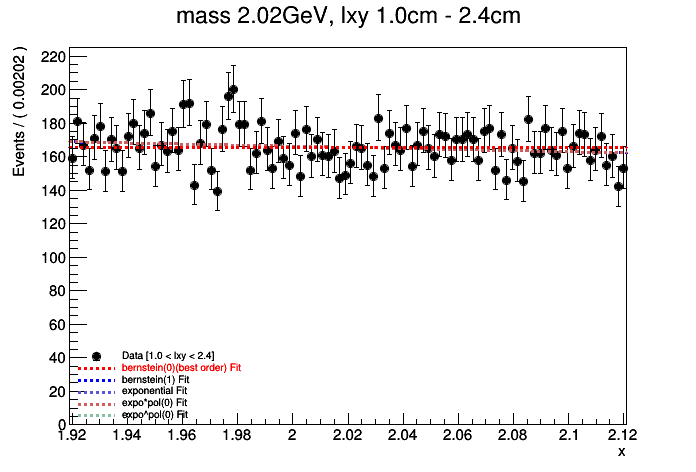 mass 2.02GeV, lxy 1.0cm - 2.4cm
Events / ( 0.00202 )
220
200
180
160
140
120
100
80
60
40
20
0
Data [1.0 < lxy < 2.4]
bernstein(0)(best order) Fit
bernstein(1) Fit
exponential Fit
expo*pol(0) Fit
expo^pol(0) Fit
1.92 1.94 1.96 1.98 2 2.02 2.04 2.06 2.08 2.1 2.12
x